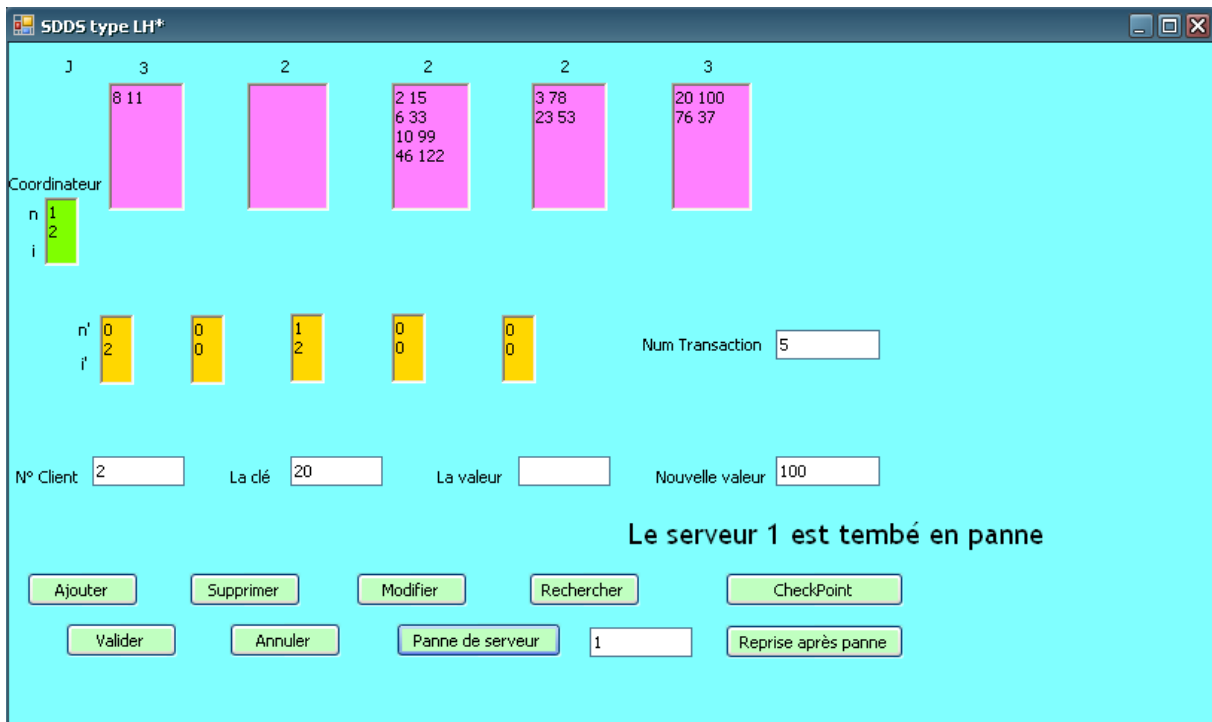 SDDS type LH*
J 3 2 2 2 3
8 11 2 15 3 78 20 100
6 33 23 53 76 37
10 99
46 122
Coordinateur
n 1
2
i
n' 0 0 1 0 0
2 0 2 0 0
i'
Num Transaction 5
N° Client 2 La clé 20 La valeur Nouvelle valeur 100
Le serveur 1 est tembé en panne
Ajouter Supprimer Modifier Rechercher CheckPoint
Valider Annuler Panne de serveur 1 Reprise après panne